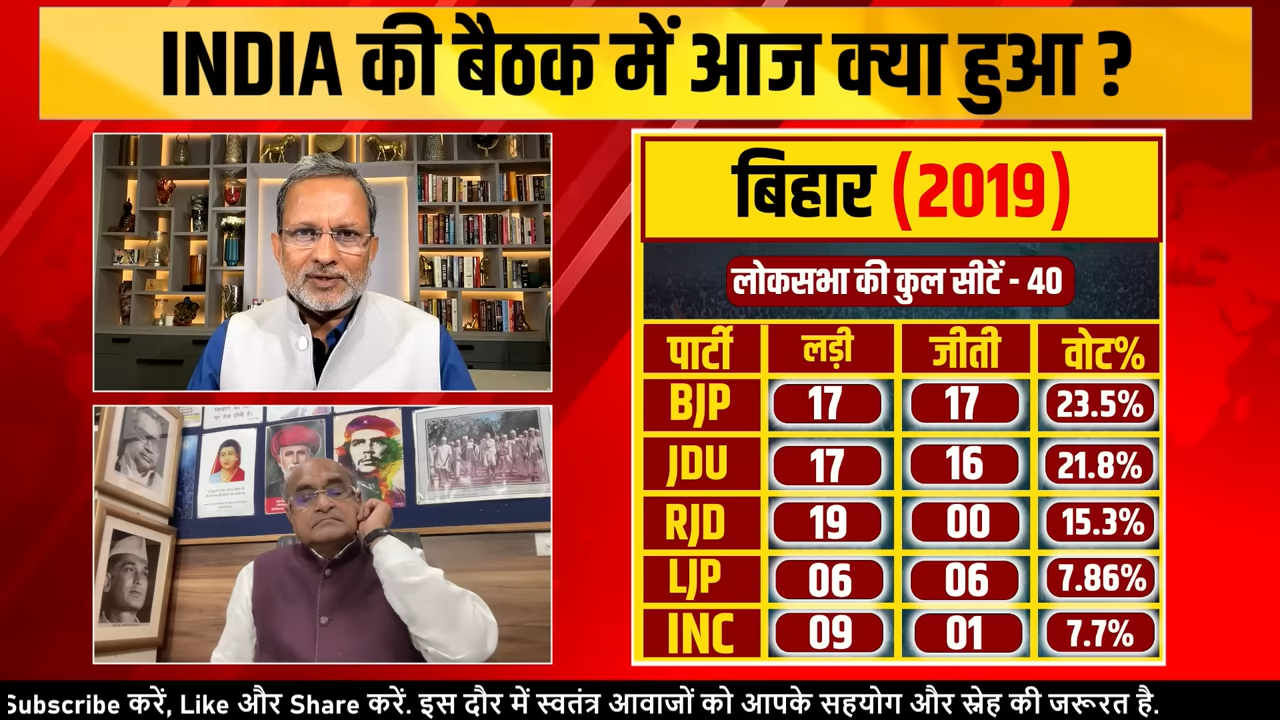 INDIA की बैठक में आज क्या हुआ ?
बिहार (2019)
लोकसभा की कुल सीटें - 40
पार्टी लड़ी जीती वोट%
BJP 17 17 23.5%
JDU 17 16 21.8%
RJD 19 00 15.3%
LJP 06 06 7.86%
INC 09 01 7.7%
Subscribe करें, Like और Share करें. इस दौर में स्वतंत्र आवाजों को आपके सहयोग और स्नेह की जरूरत है.